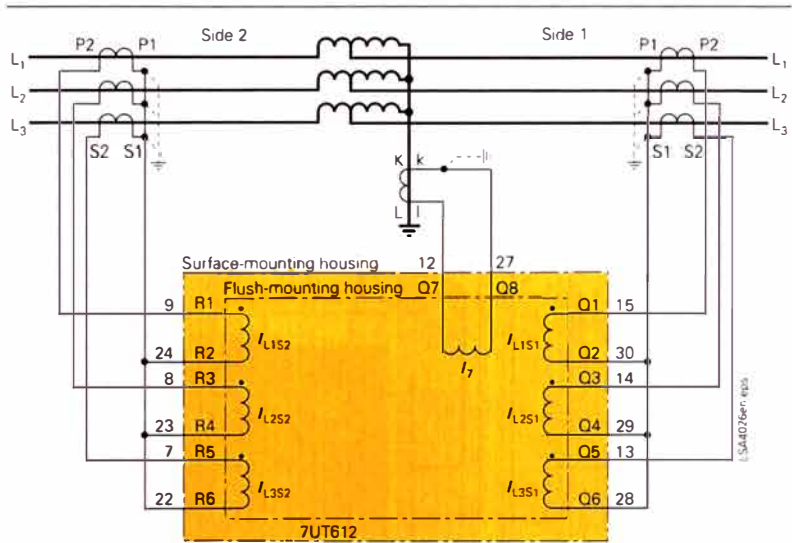 Side 2 Side 1
P2 P1 P1 P2
L1 L1
L2 L2
L3 L3
S2 S1 S1 S2
K k
L l
Surface-mounting housing 12 27
Flush-mounting housing Q7 Q8
9 R1 Q1 15
IL1S2 I7 IL1S1
24 R2 Q2 30
8 R3 Q3 14
IL2S2 IL2S1
23 R4 Q4 29
7 R5 Q5 13
IL3S2 IL3S1
22 R6 Q6 28
7UT612
LSA4026en.eps